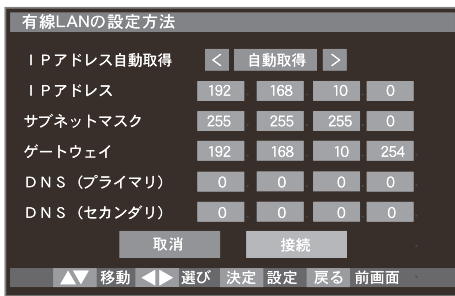 有線LANの設定方法
IPアドレス自動取得 < 自動取得 >
IPアドレス 192 . 168 . 10 . 0
サブネットマスク 255 . 255 . 255 . 0
ゲートウェイ 192 . 168 . 10 . 254
DNS(プライマリ) 0 . 0 . 0 . 0
DNS(セカンダリ) 0 . 0 . 0 . 0
取消 接続
▲▼ 移動 ◀▶ 選び 決定 設定 戻る 前画面